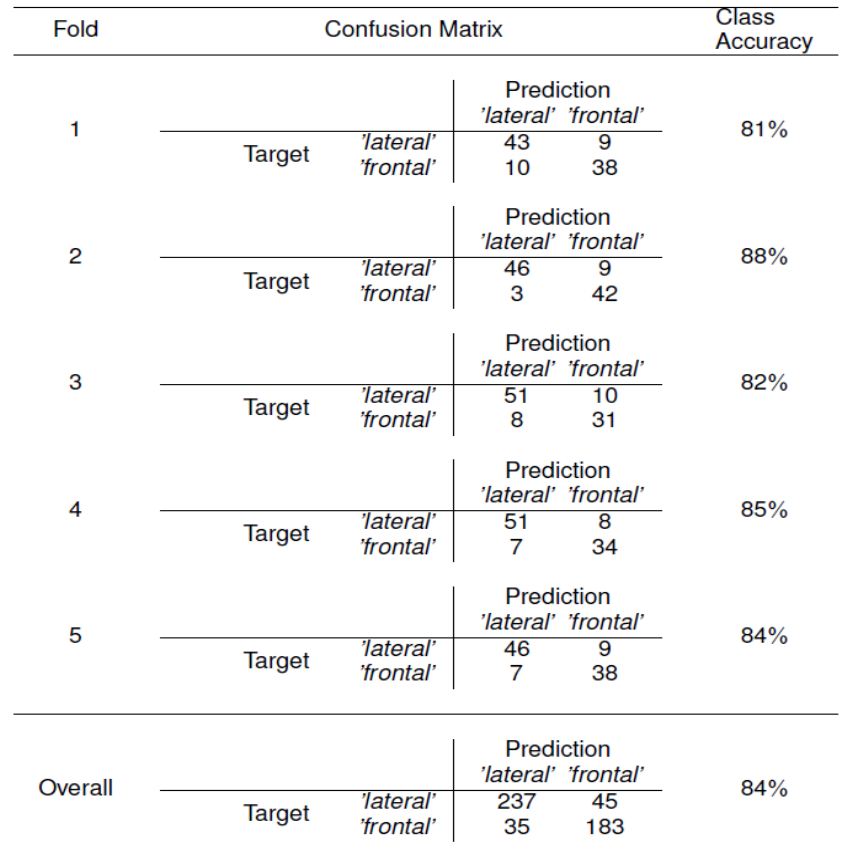 Fold Confusion Matrix Class Accuracy
Prediction
'lateral' 'frontal'
1 81%
Target 'lateral' 43 9
'frontal' 10 38
Prediction
'lateral' 'frontal'
2 88%
Target 'lateral' 46 9
'frontal' 3 42
Prediction
'lateral' 'frontal'
3 82%
Target 'lateral' 51 10
'frontal' 8 31
Prediction
'lateral' 'frontal'
4 85%
Target 'lateral' 51 8
'frontal' 7 34
Prediction
'lateral' 'frontal'
5 84%
Target 'lateral' 46 9
'frontal' 7 38
Prediction
'lateral' 'frontal'
Overall 84%
Target 'lateral' 237 45
'frontal' 35 183